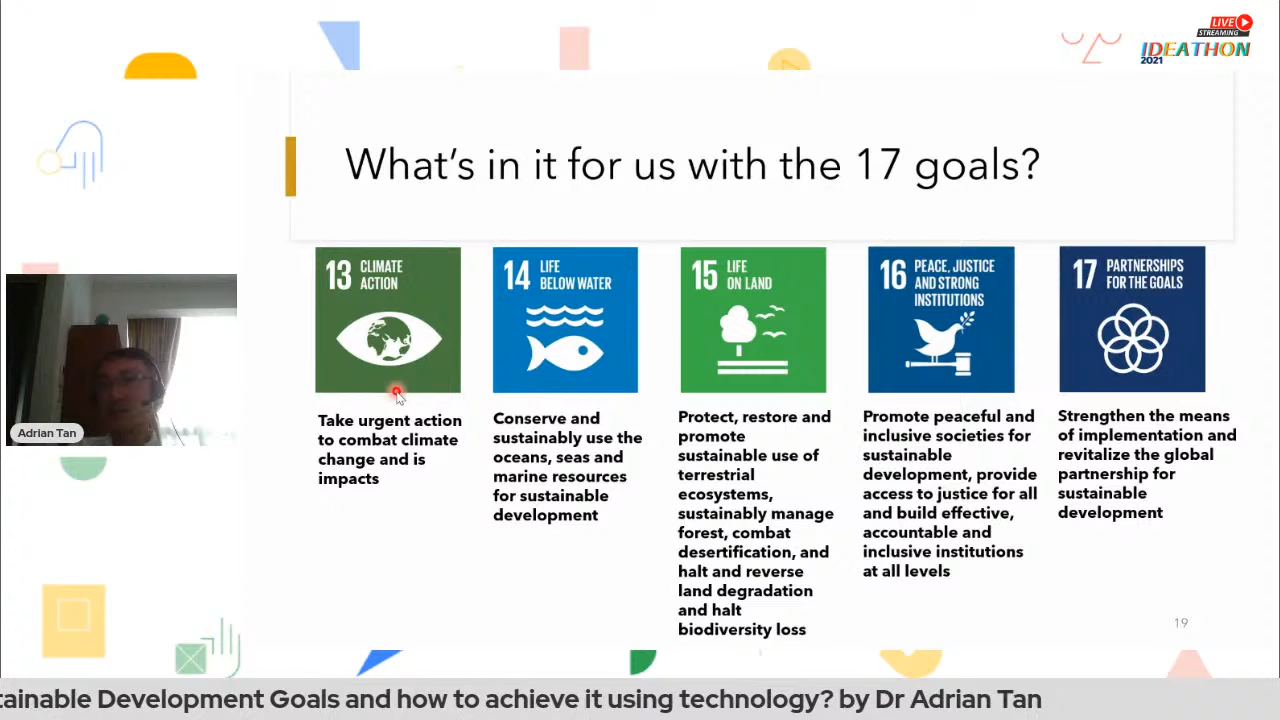 LIVE
STREAMING
IDEATHON
2021
What's in it for us with the 17 goals?
13 CLIMATE
ACTION
14 LIFE
BELOW WATER
15 LIFE
ON LAND
16 PEACE, JUSTICE
AND STRONG
INSTITUTIONS
17 PARTNERSHIPS
FOR THE GOALS
Take urgent action
to combat climate
change and is
impacts
Conserve and
sustainably use the
oceans, seas and
marine resources
for sustainable
development
Protect, restore and
promote
sustainable use of
terrestrial
ecosystems,
sustainably manage
forest, combat
desertification, and
halt and reverse
land degradation
and halt
biodiversity loss
Promote peaceful and
inclusive societies for
sustainable
development, provide
access to justice for all
and build effective,
accountable and
inclusive institutions
at all levels
Strengthen the means
of implementation and
revitalize the global
partnership for
sustainable
development
Adrian Tan
19
tainable Development Goals and how to achieve it using technology? by Dr Adrian Tan